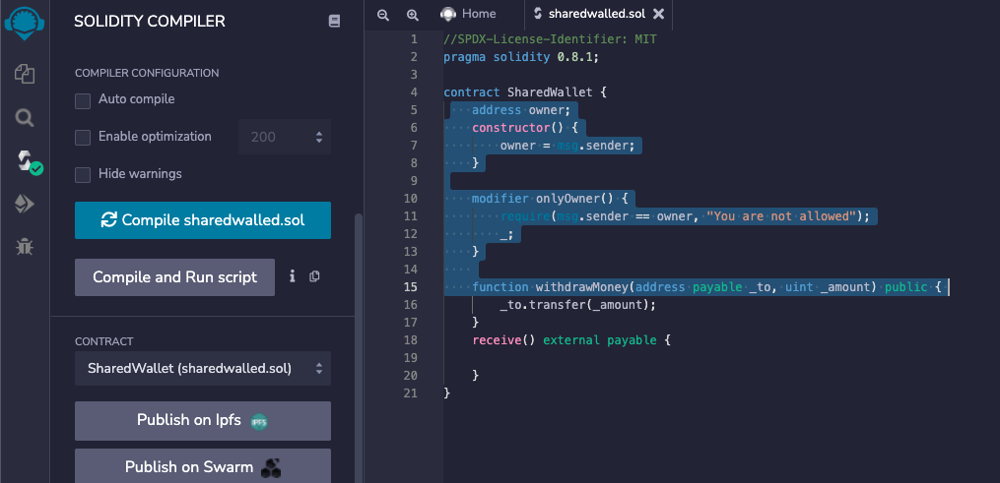 SOLIDITY COMPILER
COMPILER CONFIGURATION
Auto compile
Enable optimization
200
Hide warnings
Compile sharedwalled.sol
Compile and Run script
i
CONTRACT
SharedWallet (sharedwalled.sol)
Publish on Ipfs
IPFS
Publish on Swarm
Home
sharedwalled.sol
1 //SPDX-License-Identifier: MIT
2 pragma solidity 0.8.1;
3
4 contract SharedWallet {
5 address owner;
6 constructor() {
7 owner = msg.sender;
8 }
9
10 modifier onlyOwner() {
11 require(msg.sender == owner, "You are not allowed");
12 _;
13 }
14
15 function withdrawMoney(address payable _to, uint _amount) public {
16 _to.transfer(_amount);
17 }
18 receive() external payable {
19
20 }
21 }